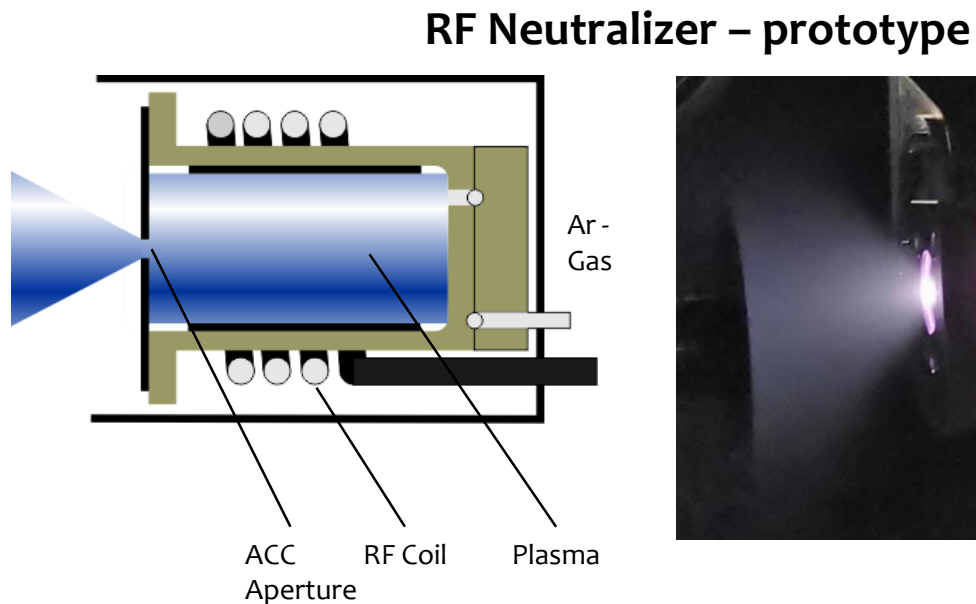 RF Neutralizer – prototype
Ar -
Gas
ACC
Aperture
RF Coil
Plasma